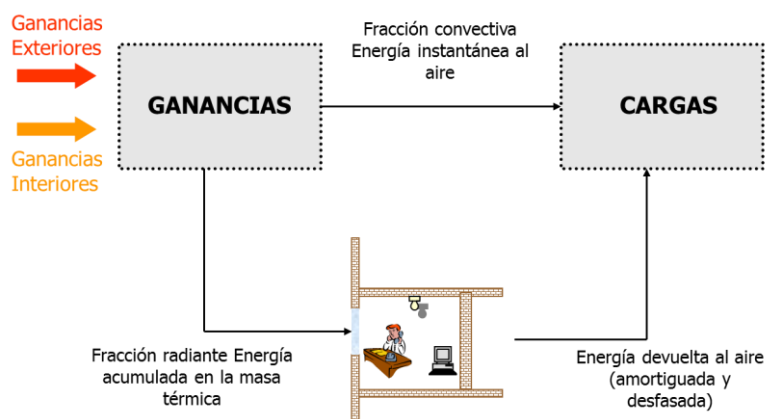 Ganancias
Exteriores
Fracción convectiva
Energía instantánea al
aire
GANANCIAS
CARGAS
Ganancias
Interiores
Fracción radiante Energía
acumulada en la masa
térmica
Energía devuelta al aire
(amortiguada y
desfasada)